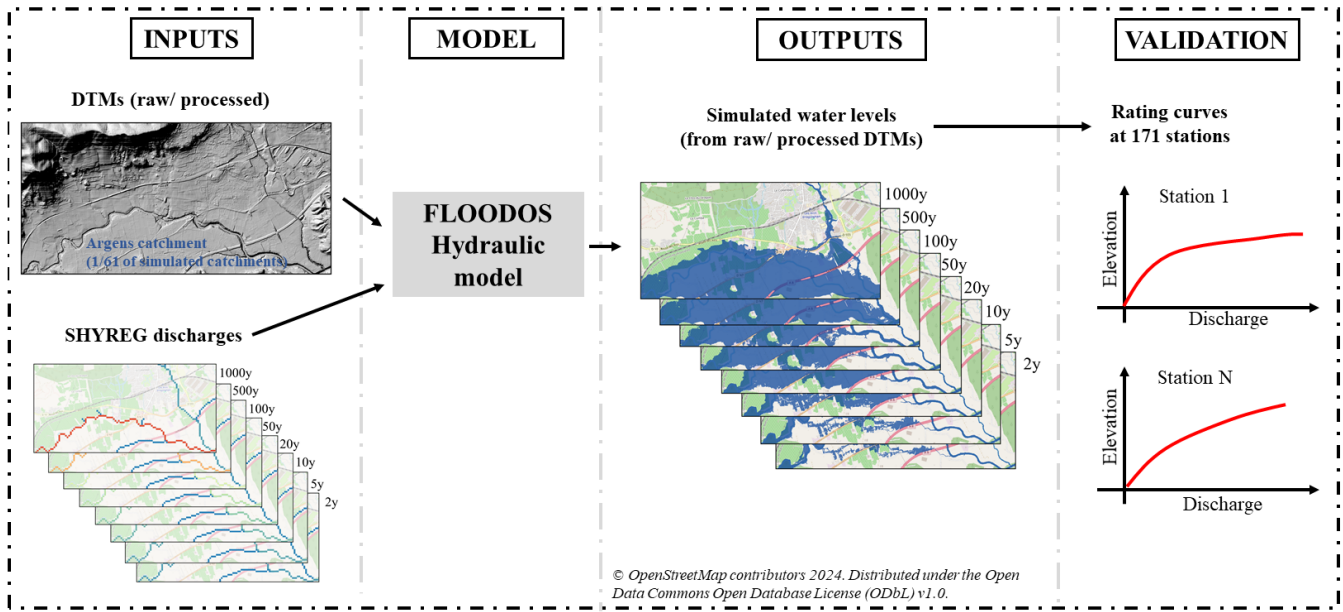 INPUTS
MODEL
OUTPUTS
VALIDATION
DTMs (raw/ processed)
Argens catchment
(1/61 of simulated catchments)
SHYREG discharges
1000y
500y
100y
50y
20y
10y
5y
2y
FLOODOS
Hydraulic
model
Simulated water levels
(from raw/ processed DTMs)
1000y
500y
100y
50y
20y
10y
5y
2y
© OpenStreetMap contributors 2024. Distributed under the Open
Data Commons Open Database License (ODbL) v1.0.
Rating curves
at 171 stations
Station 1
Elevation
Discharge
Station N
Elevation
Discharge